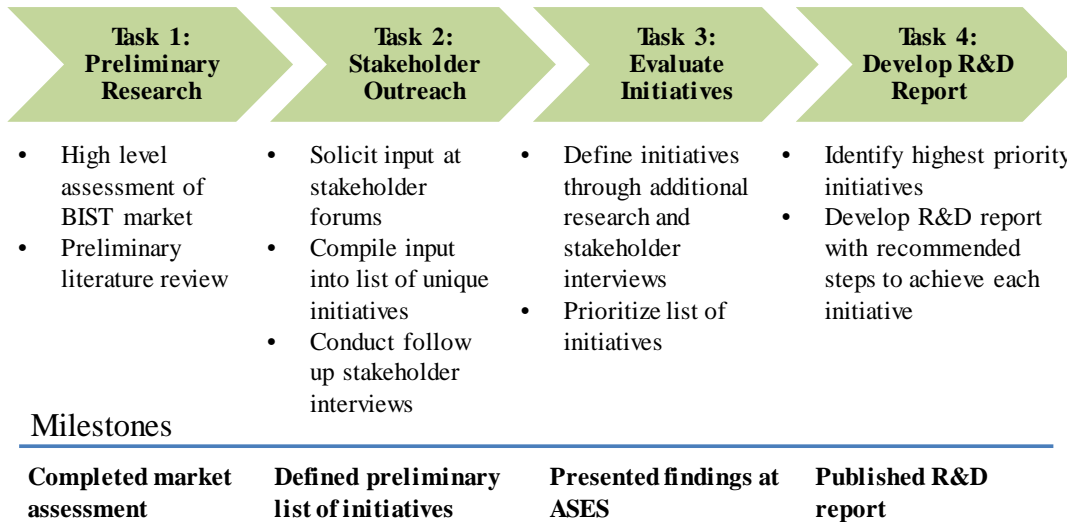 Task 1:
Preliminary
Research
Task 2:
Stakeholder
Outreach
Task 3:
Evaluate
Initiatives
Task 4:
Develop R&D
Report
• High level
assessment of
BIST market
• Preliminary
literature review
• Solicit input at
stakeholder
forums
• Compile input
into list of unique
initiatives
• Conduct follow
up stakeholder
interviews
• Define initiatives
through additional
research and
stakeholder
interviews
• Prioritize list of
initiatives
• Identify highest priority
initiatives
• Develop R&D report
with recommended
steps to achieve each
initiative
Milestones
Completed market
assessment
Defined preliminary
list of initiatives
Presented findings at
ASES
Published R&D
report